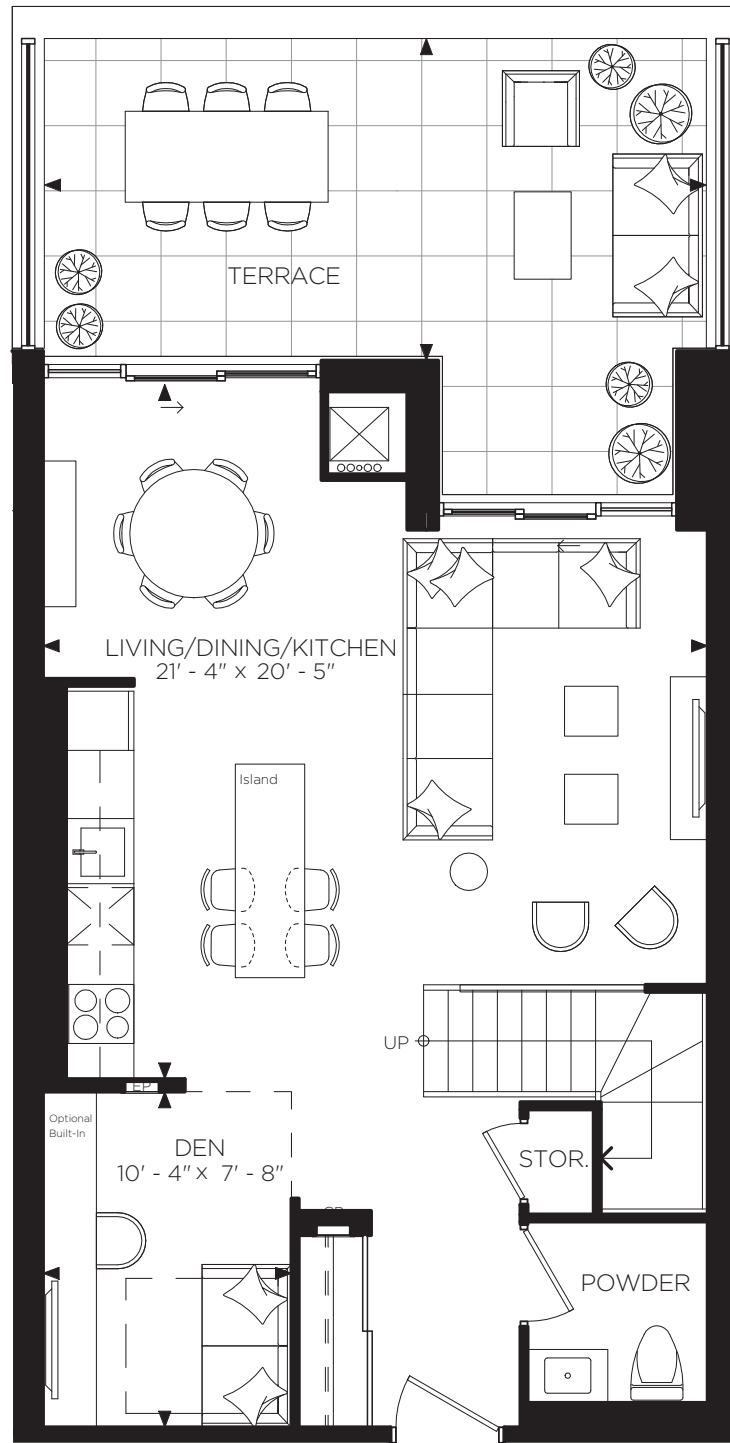 TERRACE
LIVING/DINING/KITCHEN
21' - 4" x 20' - 5"
Island
UP
EP
Optional
Built-In
DEN
10' - 4" x 7' - 8"
STOR.
POWDER